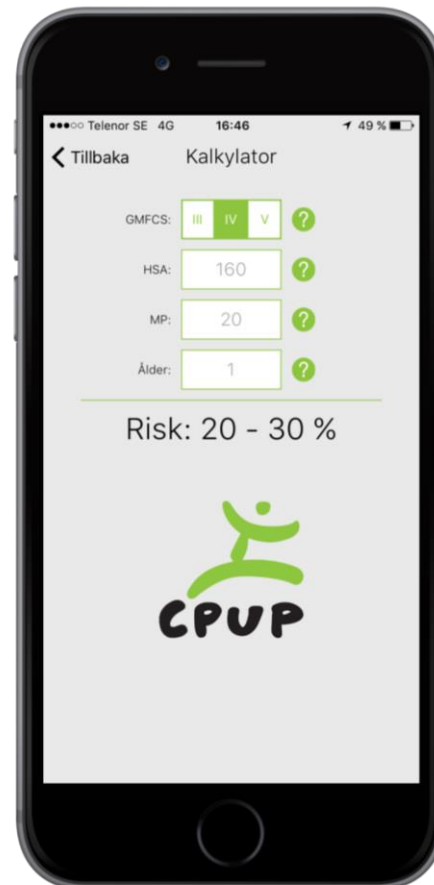 Telenor SE 4G 16:46 49 %
Tillbaka Kalkylator
GMFCS: III IV V ?
HSA: 160 ?
MP: 20 ?
Ålder: 1 ?
Risk: 20 - 30 %
CPUP